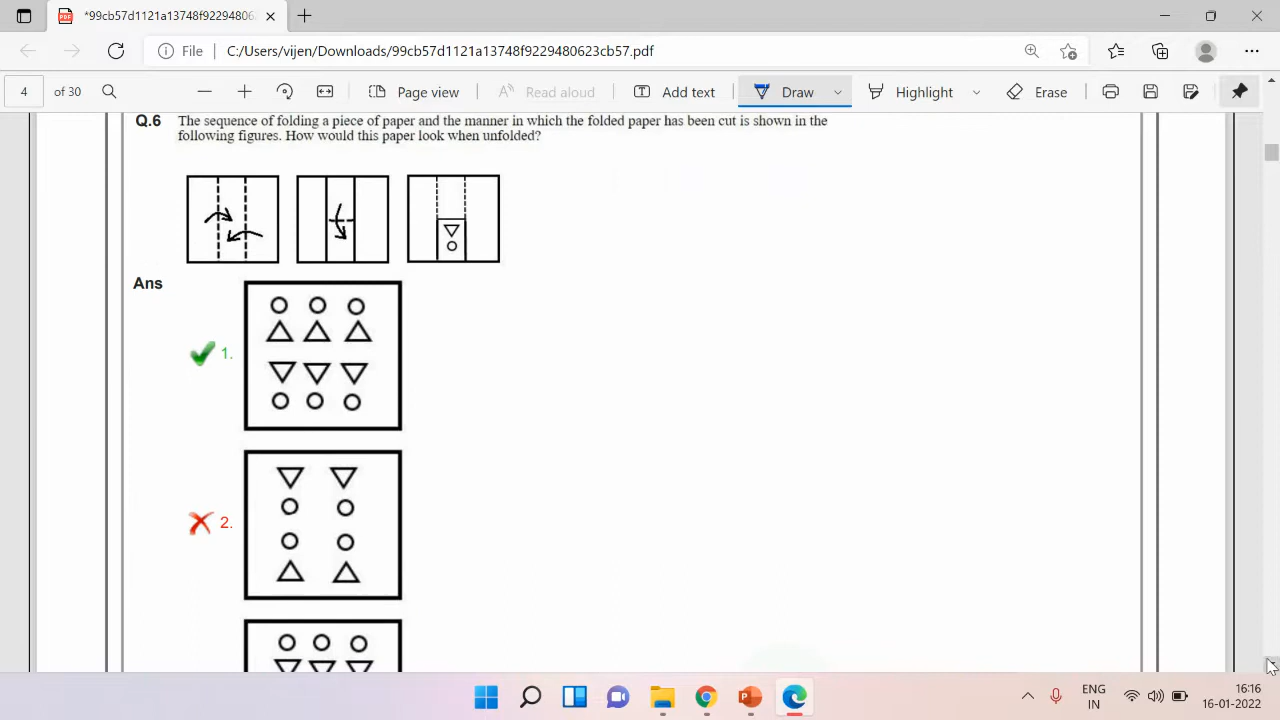 *99cb57d1121a13748f9229480623
File
C:/Users/vijen/Downloads/99cb57d1121a13748f9229480623cb57.pdf
4 of 30
Page view
Read aloud
Add text
Draw
Highlight
Erase
Q.6 The sequence of folding a piece of paper and the manner in which the folded paper has been cut is shown in the
following figures. How would this paper look when unfolded?
Ans
1.
2.
ENG
IN
16:16
16-01-2022